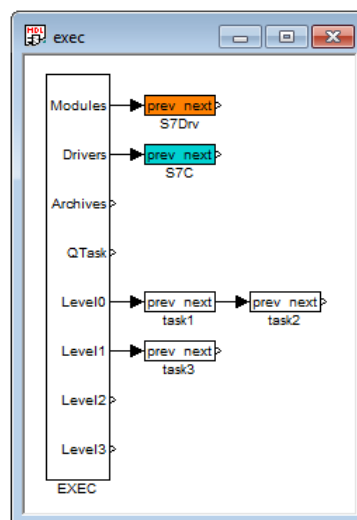 MDL exec
Modules prev next
S7Drv
Drivers prev next
S7C
Archives
QTask
Level0 prev next prev next
task1 task2
Level1 prev next
task3
Level2
Level3
EXEC